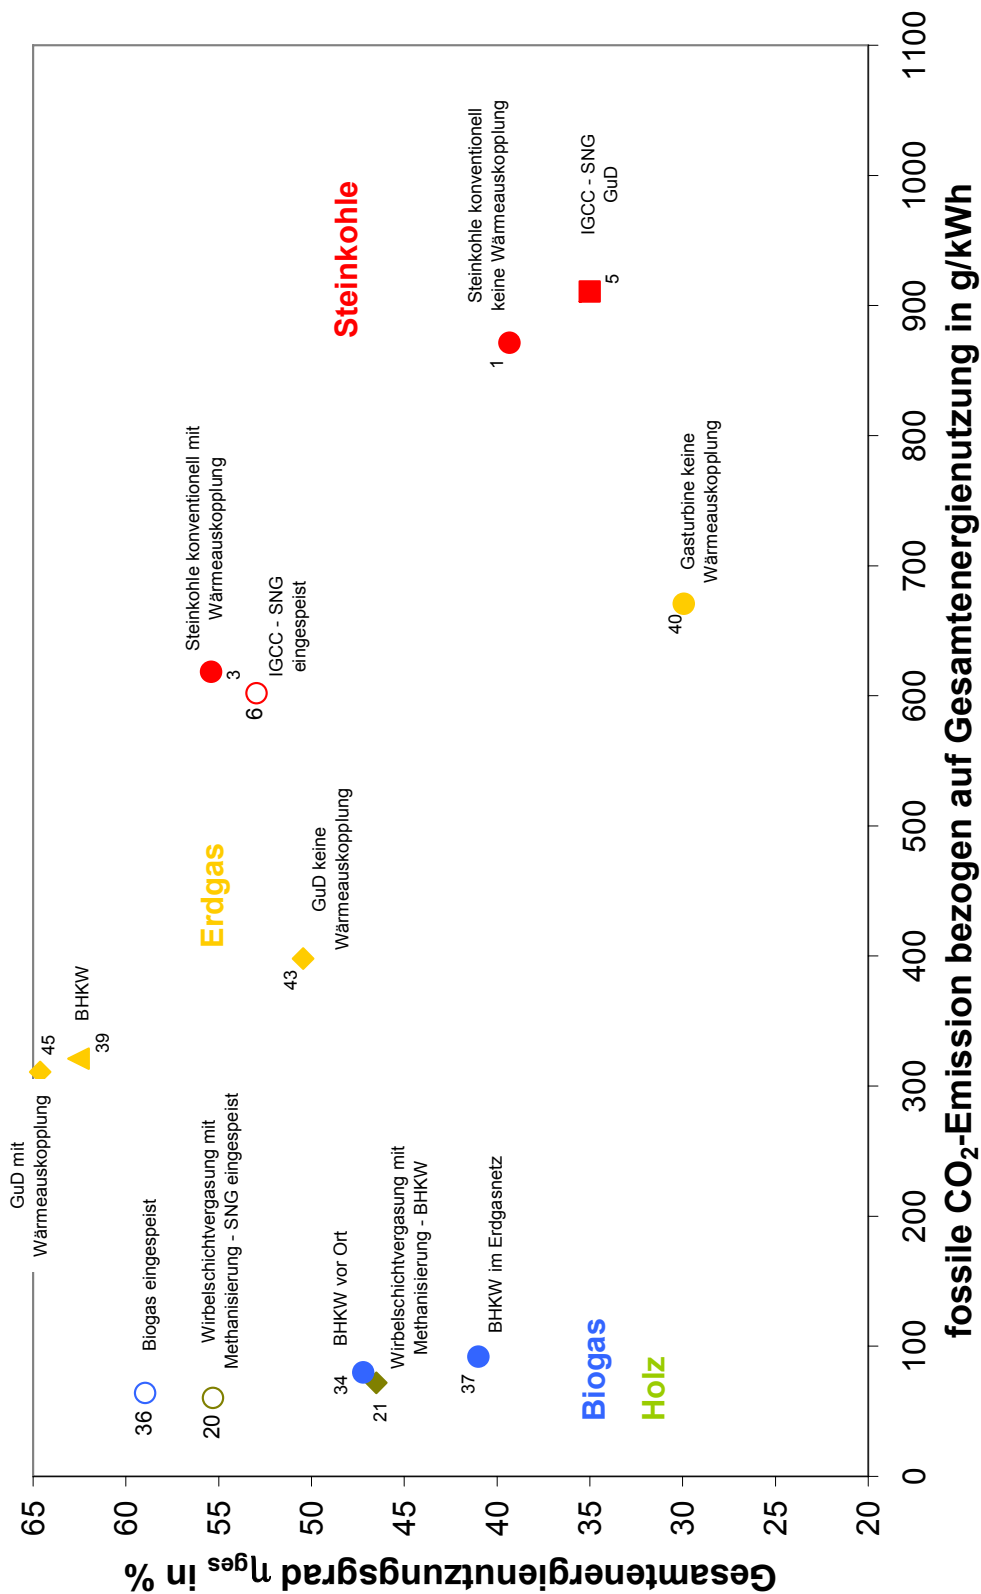 Gesamtenergienutzungsgrad ηges in %
65
60
55
50
45
40
35
30
25
20
GuD mit
Wärmeauskopplung
45
BHKW
39
36
Biogas eingespeist
20
Wirbelschichtvergasung mit
Methanisierung - SNG eingespeist
Erdgas
Steinkohle konventionell mit
Wärmeauskopplung
3
6
IGCC - SNG
eingespeist
43
GuD keine
Wärmeauskopplung
Steinkohle
34
BHKW vor Ort
21
Wirbelschichtvergasung mit
Methanisierung - BHKW
37
BHKW im Erdgasnetz
1
Steinkohle konventionell
keine Wärmeauskopplung
5
IGCC - SNG
GuD
Biogas
Holz
40
Gasturbine keine
Wärmeauskopplung
0
100
200
300
400
500
600
700
800
900
1000
1100
fossile CO₂-Emission bezogen auf Gesamtenergienutzung in g/kWh